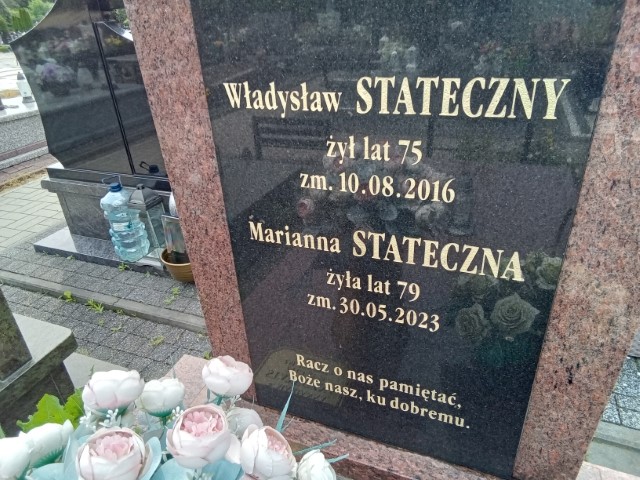 Władysław STATECZNY
żył lat 75
zm. 10.08.2016
Marianna STATECZNA
żyła lat 79
zm. 30.05.2023
Racz o nas pamiętać,
Boże nasz, ku dobremu.